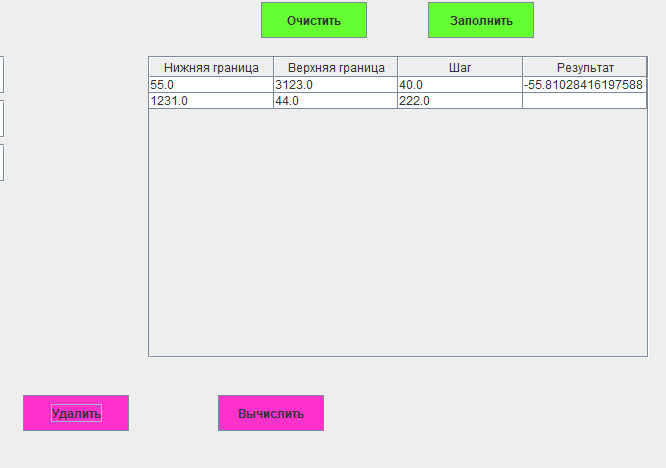 Очистить Заполнить
Нижняя граница Верхняя граница Шаг Результат
55.0 3123.0 40.0 -55.81028416197588
1231.0 44.0 222.0
Удалить Вычислить